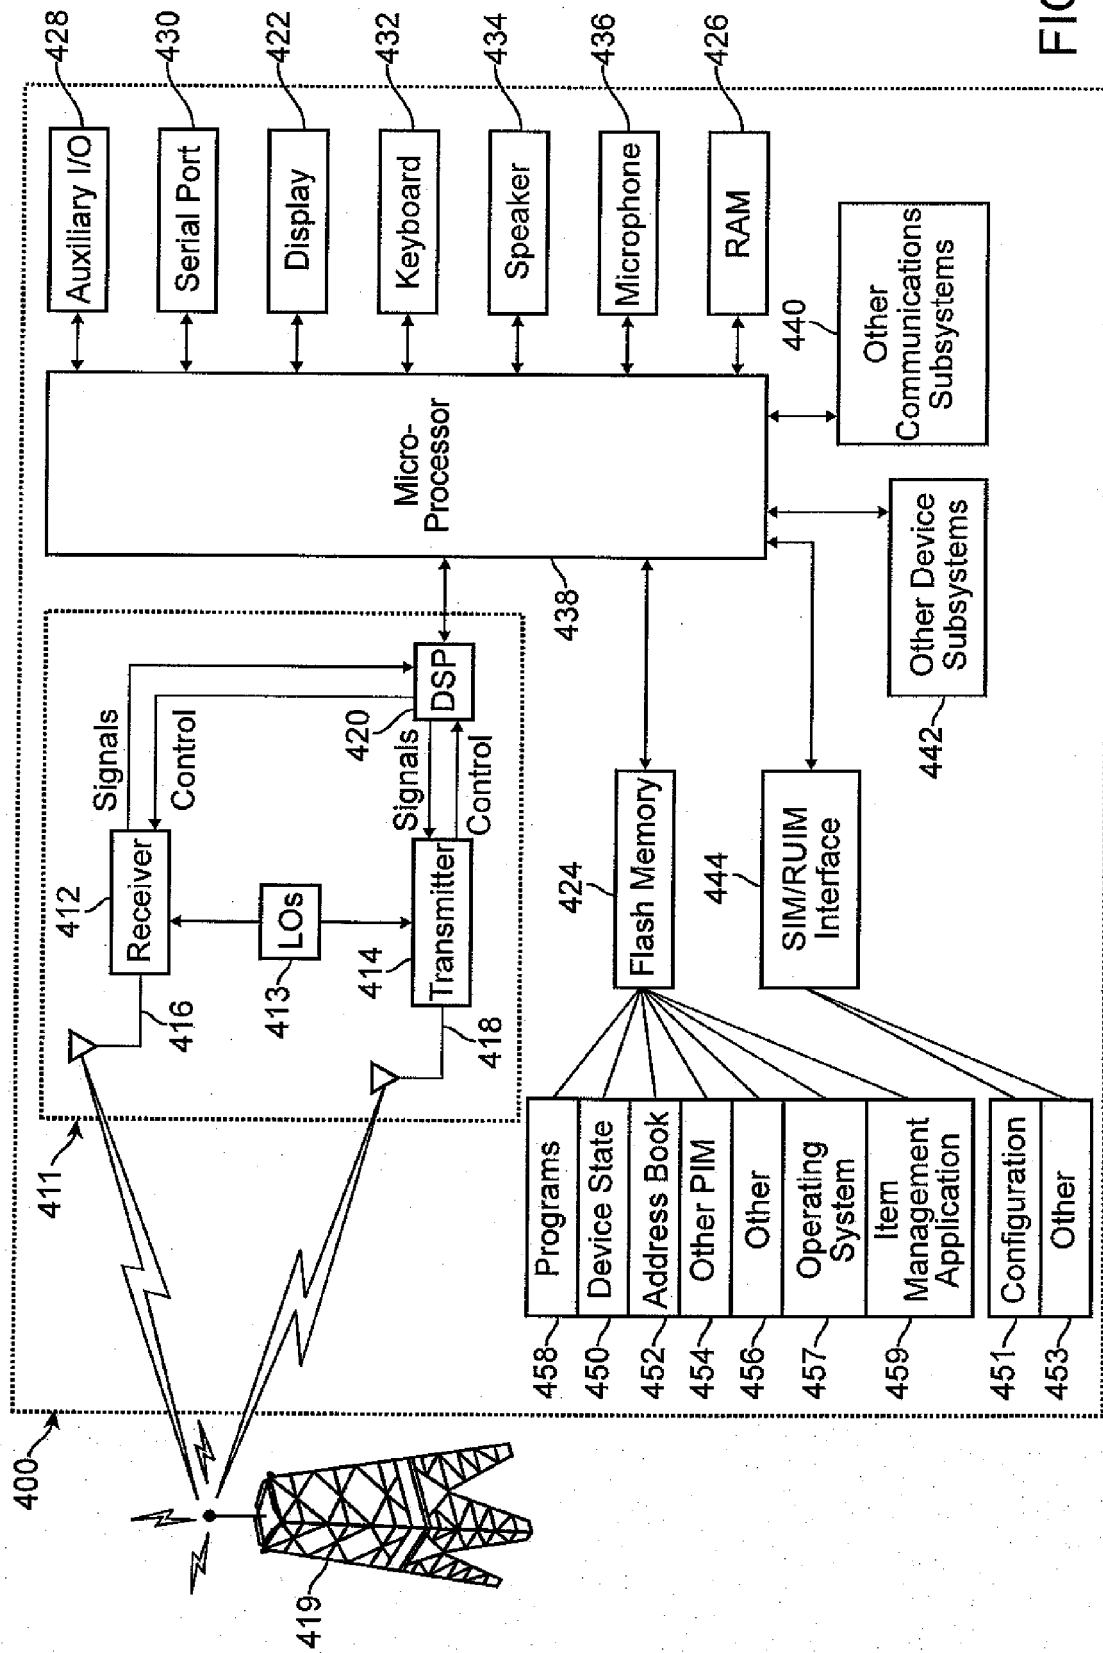 400
411
416
412
Receiver
Signals
Control
413
LOs
418
414
Transmitter
Signals
Control
420
DSP
419
438
Micro-
Processor
Auxiliary I/O
428
Serial Port
430
Display
422
Keyboard
432
Speaker
434
Microphone
436
RAM
426
440
Other
Communications
Subsystems
442
Other Device
Subsystems
424
Flash Memory
444
SIM/RUIM
Interface
458
Programs
450
Device State
452
Address Book
454
Other PIM
456
Other
457
Operating
System
459
Item
Management
Application
451
Configuration
453
Other
FIG